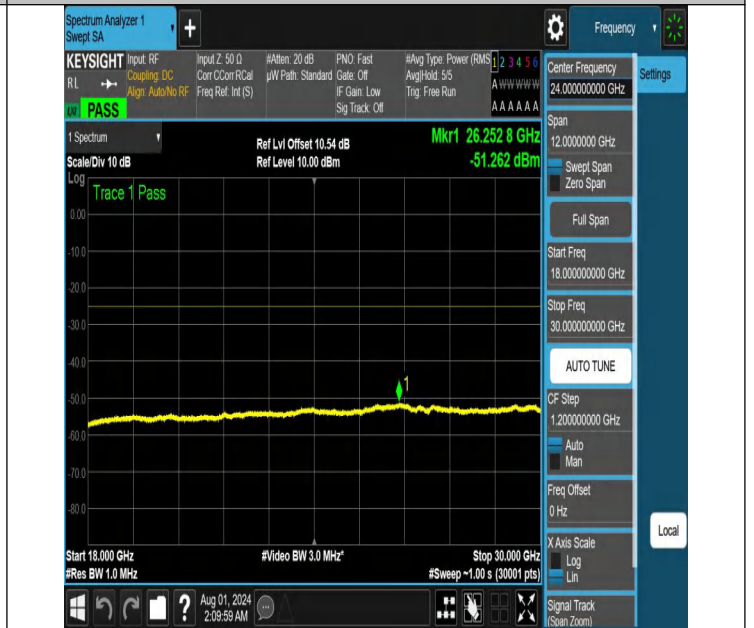 Spectrum Analyzer 1
Swept SA
Frequency
KEYSIGHT
RL
PASS
Input: RF
Coupling: DC
Align: Auto/No RF
Input Z: 50 Ω
Corr CCorr RCal
Freq Ref: Int (S)
#Atten: 20 dB
µW Path: Standard
PNO: Fast
Gate: Off
IF Gain: Low
Sig Track: Off
#Avg Type: Power (RMS
Avg|Hold: 5/5
Trig: Free Run
1 2 3 4 5 6
A W W W W W
A A A A A A
1 Spectrum
Scale/Div 10 dB
Ref Lvl Offset 10.54 dB
Ref Level 10.00 dBm
Mkr1 26.252 8 GHz
-51.262 dBm
Log
Trace 1 Pass
0.00
-10.0
-20.0
-30.0
-40.0
-50.0
-60.0
-70.0
-80.0
1
Start 18.000 GHz
#Res BW 1.0 MHz
#Video BW 3.0 MHz*
Stop 30.000 GHz
#Sweep ~1.00 s (30001 pts)
Center Frequency
24.000000000 GHz
Settings
Span
12.0000000 GHz
Swept Span
Zero Span
Full Span
Start Freq
18.000000000 GHz
Stop Freq
30.000000000 GHz
AUTO TUNE
CF Step
1.200000000 GHz
Auto
Man
Freq Offset
0 Hz
X Axis Scale
Log
Lin
Local
Signal Track
(Span Zoom)
?
Aug 01, 2024
2:09:59 AM